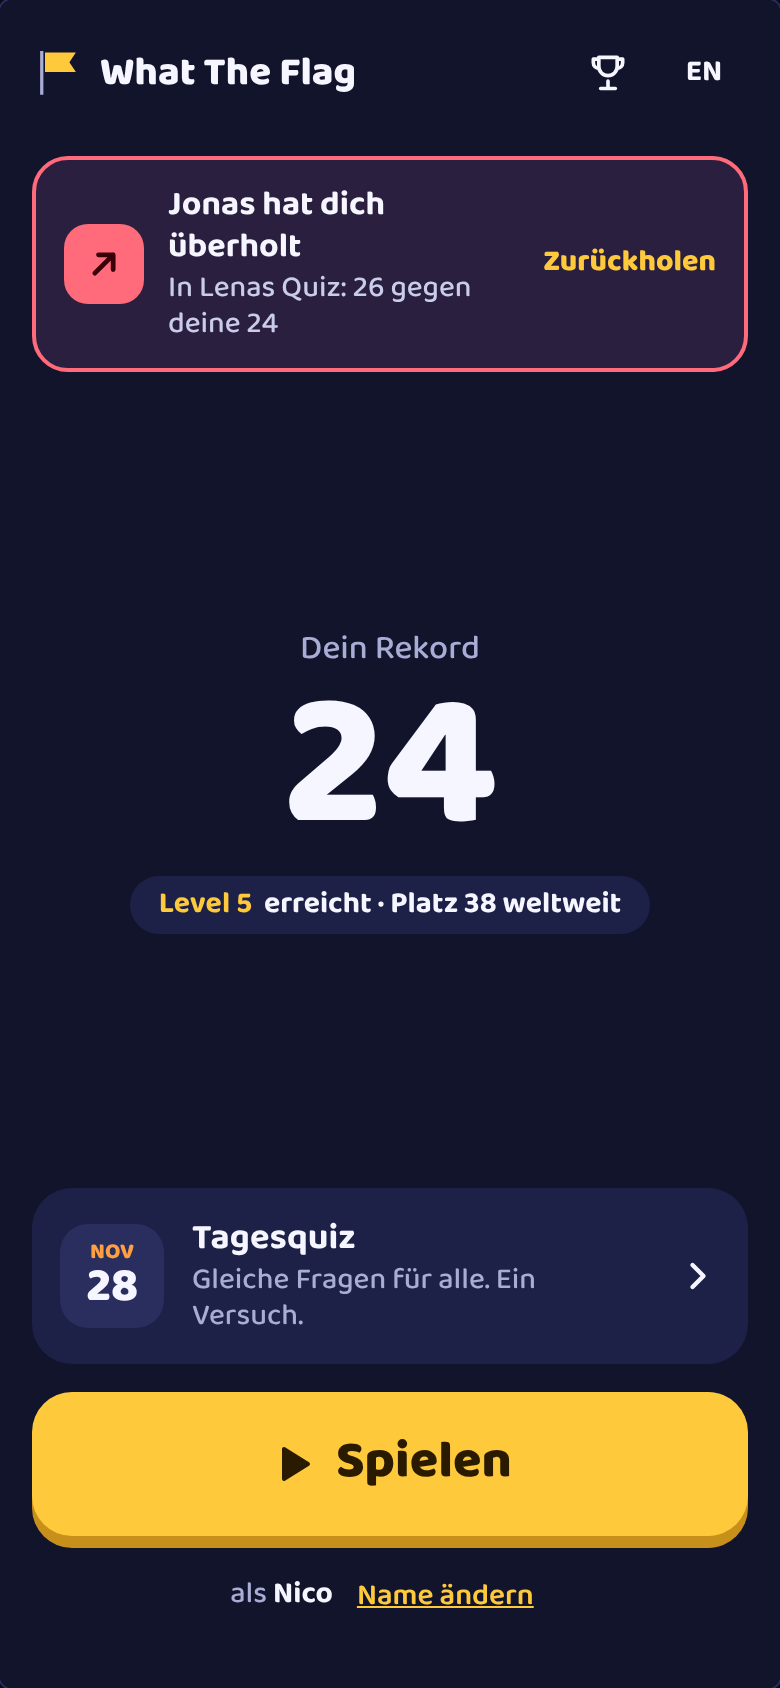 What The Flag
EN
Jonas hat dich
überholt
In Lenas Quiz: 26 gegen
deine 24
Zurückholen
Dein Rekord
24
Level 5 erreicht · Platz 38 weltweit
NOV
28
Tagesquiz
Gleiche Fragen für alle. Ein
Versuch.
Spielen
als Nico Name ändern